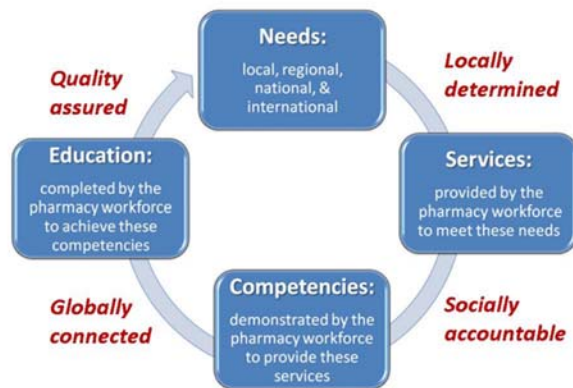 Needs:
local, regional,
national, &
international
Locally
determined
Services:
provided by the
pharmacy workforce
to meet these needs
Socially
accountable
Competencies:
demonstrated by the
pharmacy workforce
to provide these
services
Globally
connected
Education:
completed by the
pharmacy workforce
to achieve these
competencies
Quality
assured